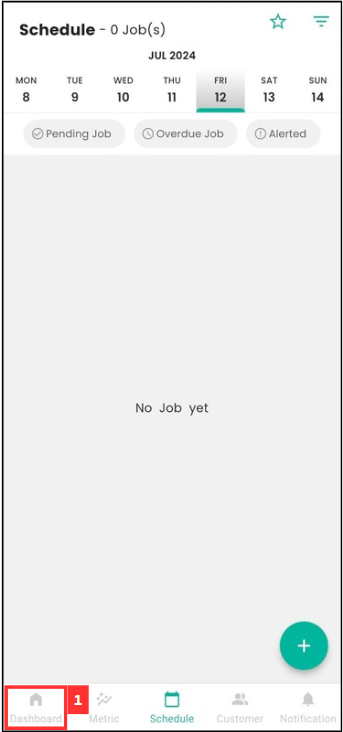 Schedule - 0 Job(s)
JUL 2024
MON TUE WED THU FRI SAT SUN
8 9 10 11 12 13 14
Pending Job Overdue Job Alerted
No Job yet
+
1
Dashboard Metric Schedule Customer Notification